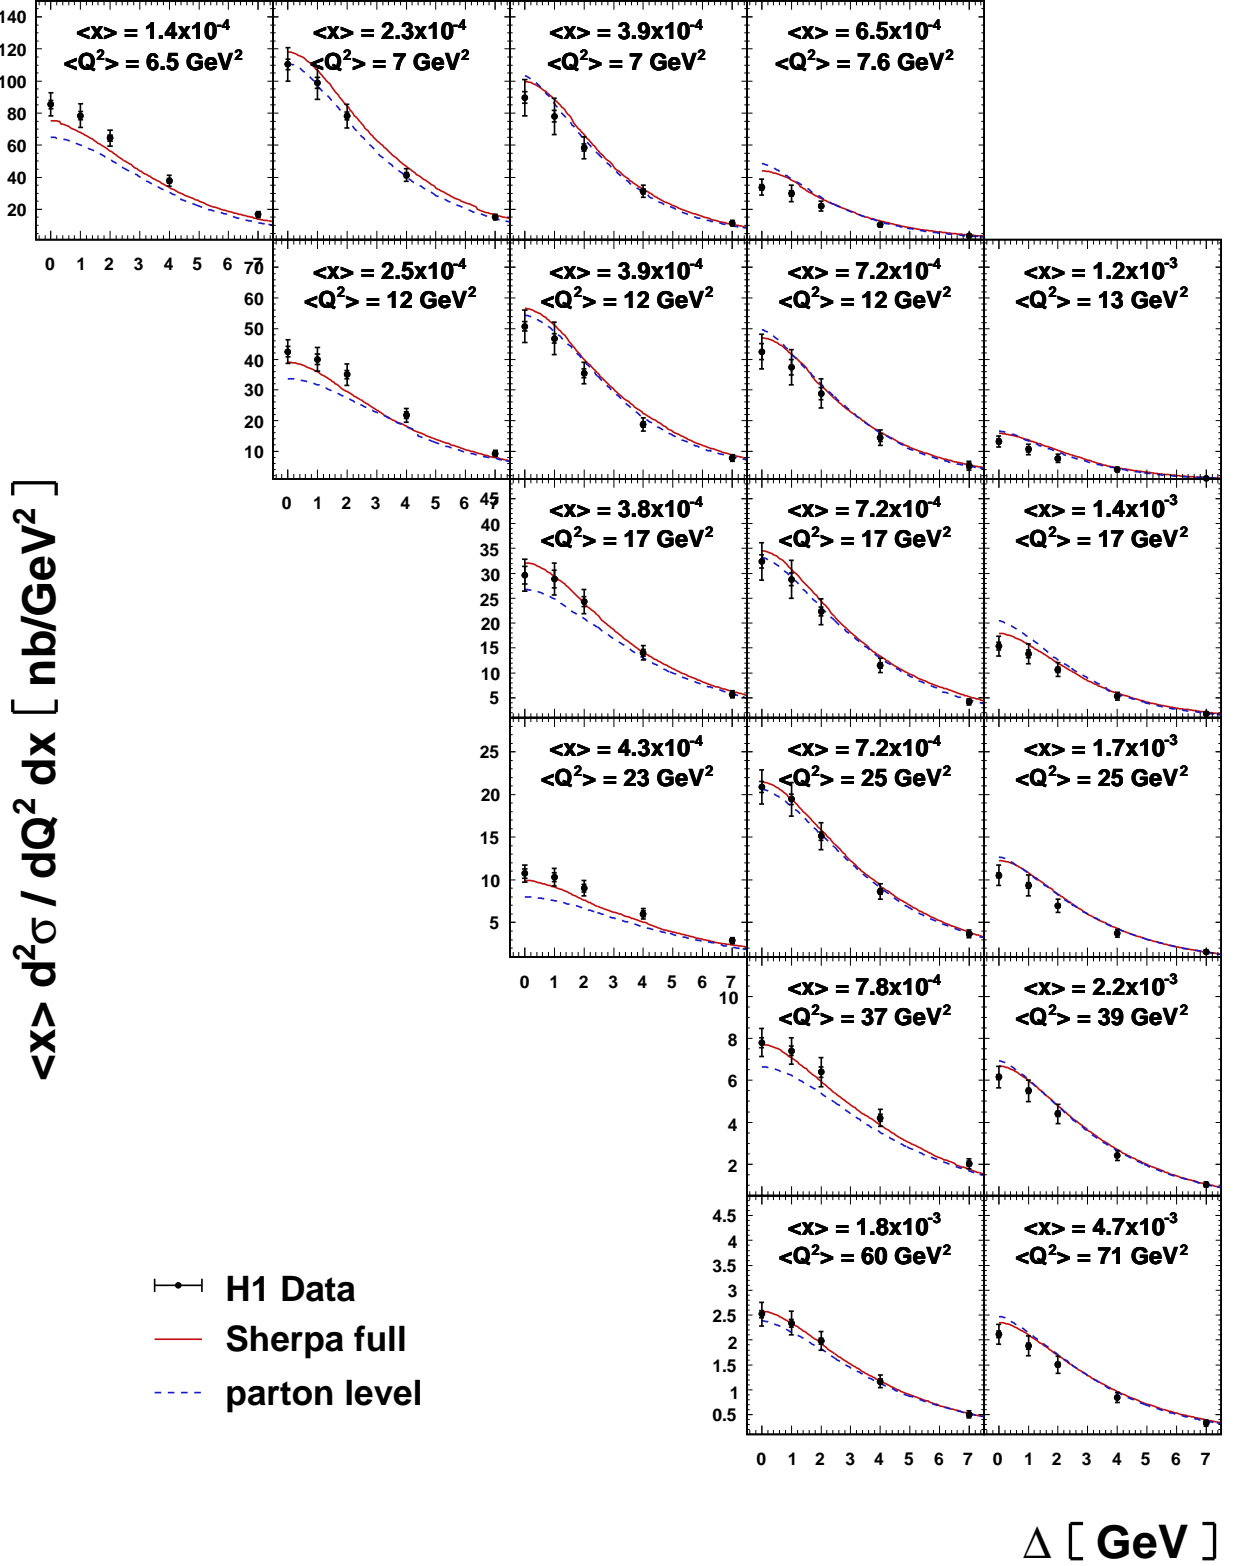 140
120
100
80
60
40
20
<x> = 1.4x10-4
<Q2> = 6.5 GeV2
<x> = 2.3x10-4
<Q2> = 7 GeV2
<x> = 3.9x10-4
<Q2> = 7 GeV2
<x> = 6.5x10-4
<Q2> = 7.6 GeV2
0 1 2 3 4 5 6 7
70
60
50
40
30
20
10
<x> = 2.5x10-4
<Q2> = 12 GeV2
<x> = 3.9x10-4
<Q2> = 12 GeV2
<x> = 7.2x10-4
<Q2> = 12 GeV2
<x> = 1.2x10-3
<Q2> = 13 GeV2
0 1 2 3 4 5 6 7
45
40
35
30
25
20
15
10
5
<x> = 3.8x10-4
<Q2> = 17 GeV2
<x> = 7.2x10-4
<Q2> = 17 GeV2
<x> = 1.4x10-3
<Q2> = 17 GeV2
25
20
15
10
5
<x> = 4.3x10-4
<Q2> = 23 GeV2
<x> = 7.2x10-4
<Q2> = 25 GeV2
<x> = 1.7x10-3
<Q2> = 25 GeV2
0 1 2 3 4 5 6 7
10
8
6
4
2
<x> = 7.8x10-4
<Q2> = 37 GeV2
<x> = 2.2x10-3
<Q2> = 39 GeV2
4.5
4
3.5
3
2.5
2
1.5
1
0.5
<x> = 1.8x10-3
<Q2> = 60 GeV2
<x> = 4.7x10-3
<Q2> = 71 GeV2
0 1 2 3 4 5 6 7
0 1 2 3 4 5 6 7
<x> d2σ / dQ2 dx [ nb/GeV2 ]
H1 Data
Sherpa full
parton level
Δ [ GeV ]